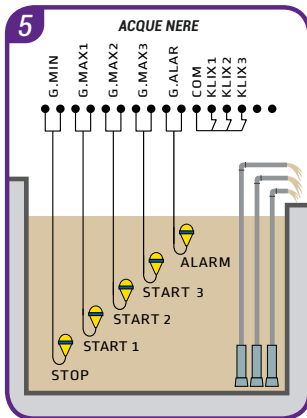 5
ACQUE NERE
G.MIN
G.MAX1
G.MAX2
G.MAX3
G.ALAR
COM
KLIX1
KLIX2
KLIX3
ALARM
START 3
START 2
START 1
STOP